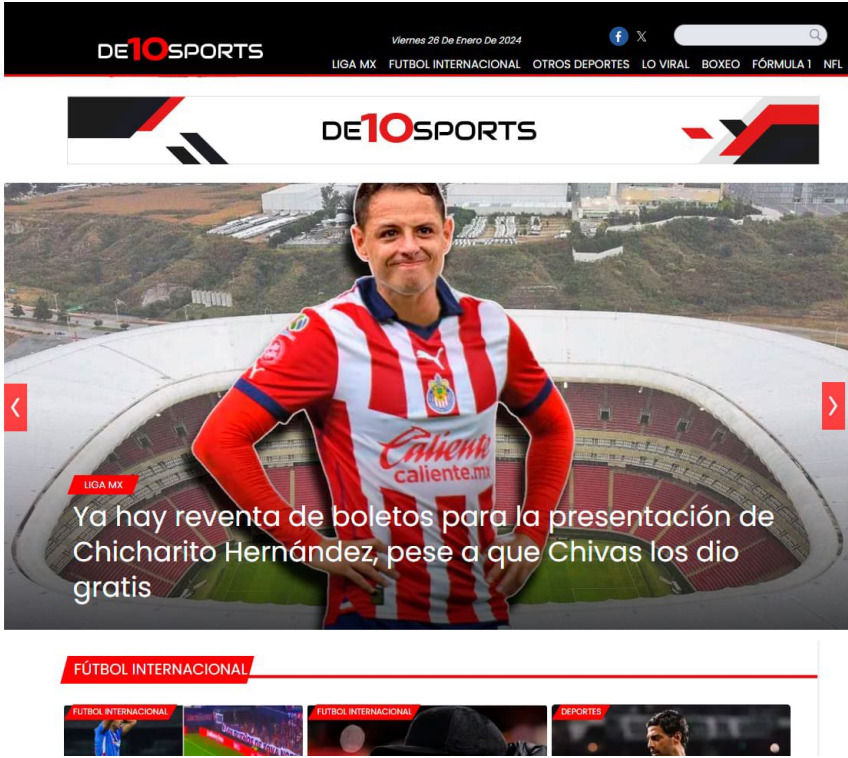 DE10SPORTS
Viernes 26 De Enero De 2024
LIGA MX FUTBOL INTERNACIONAL OTROS DEPORTES LO VIRAL BOXEO FÓRMULA 1 NFL
DE10SPORTS
Caliente
caliente.mx
LIGA MX
Ya hay reventa de boletos para la presentación de
Chicharito Hernández, pese a que Chivas los dio
gratis
FÚTBOL INTERNACIONAL
FUTBOL INTERNACIONAL
FUTBOL INTERNACIONAL
DEPORTES